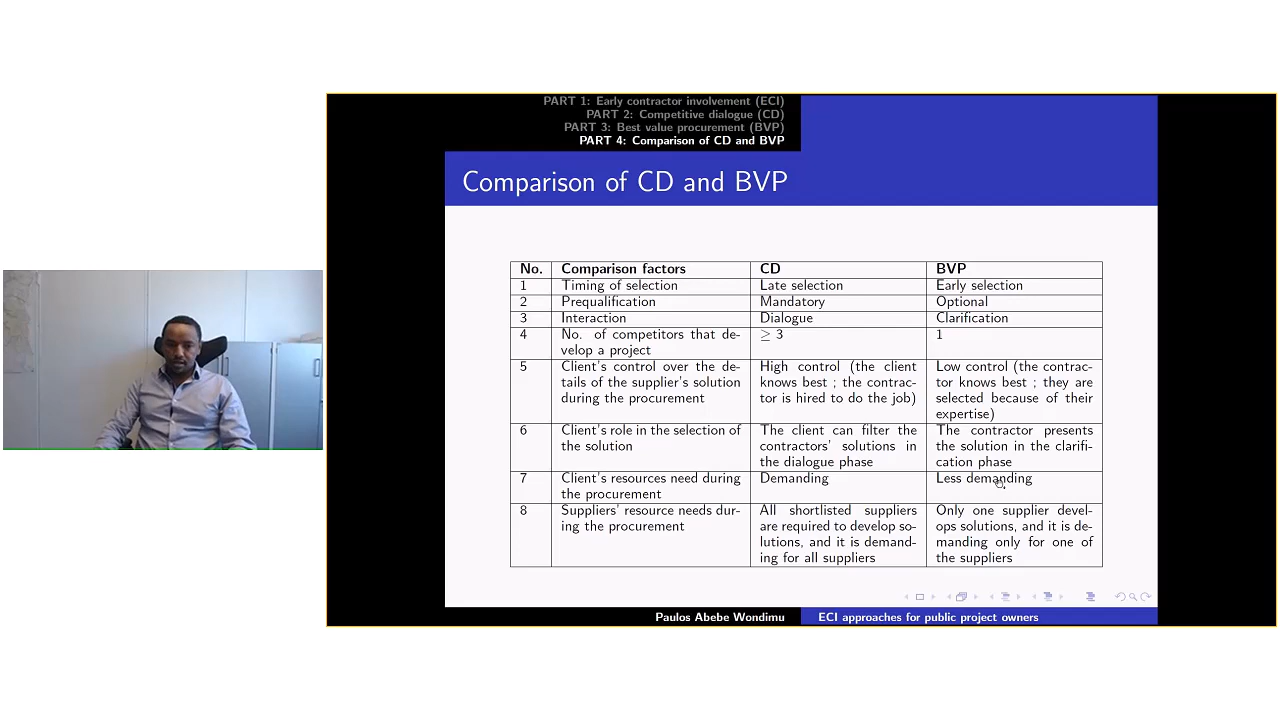 PART 1: Early contractor involvement (ECI)
PART 2: Competitive dialogue (CD)
PART 3: Best value procurement (BVP)
PART 4: Comparison of CD and BVP
Comparison of CD and BVP
No. Comparison factors CD BVP
1 Timing of selection Late selection Early selection
2 Prequalification Mandatory Optional
3 Interaction Dialogue Clarification
4 No. of competitors that de- ≥ 3 1
velop a project
5 Client's control over the de- High control (the client Low control (the contrac-
tails of the supplier's solution knows best ; the contrac- tor knows best ; they are
during the procurement tor is hired to do the job) selected because of their
expertise)
6 Client's role in the selection of The client can filter the The contractor presents
the solution contractors' solutions in the solution in the clarifi-
the dialogue phase cation phase
7 Client's resources need during Demanding Less demanding
the procurement
8 Suppliers' resource needs dur- All shortlisted suppliers Only one supplier devel-
ing the procurement are required to develop so- ops solutions, and it is de-
lutions, and it is demand- manding only for one of
ing for all suppliers the suppliers
Paulos Abebe Wondimu ECI approaches for public project owners